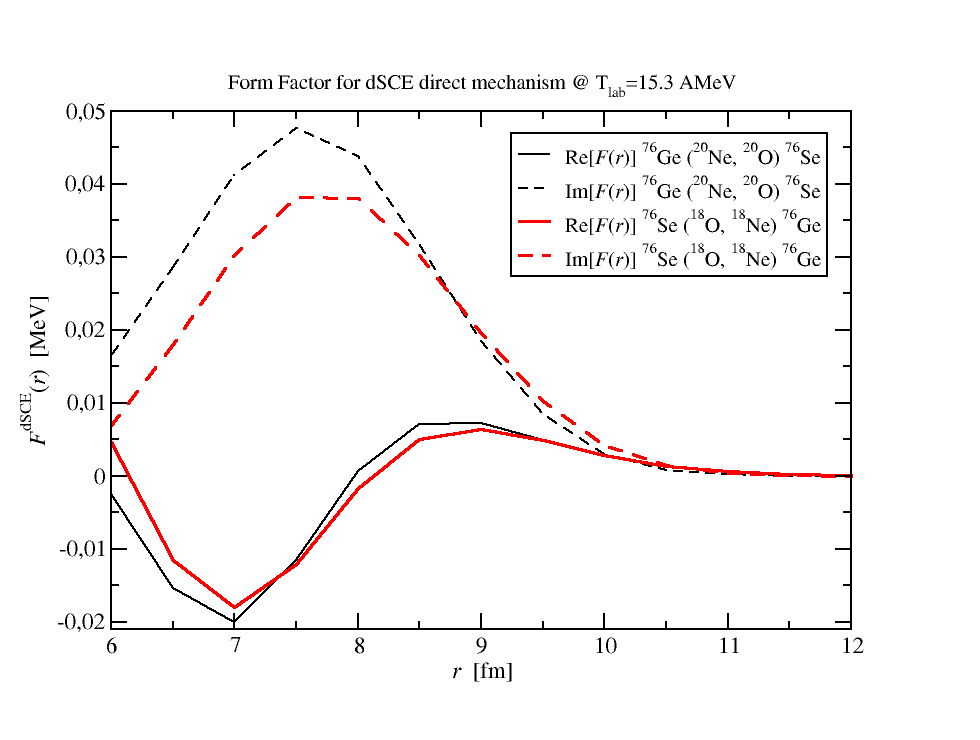 Form Factor for dSCE direct mechanism @ Tlab=15.3 AMeV
Re[F(r)] 76Ge (20Ne, 20O) 76Se
Im[F(r)] 76Ge (20Ne, 20O) 76Se
Re[F(r)] 76Se (18O, 18Ne) 76Ge
Im[F(r)] 76Se (18O, 18Ne) 76Ge
0,05
0,04
0,03
0,02
0,01
0
-0,01
-0,02
FdSCE(r) [MeV]
6 7 8 9 10 11 12
r [fm]